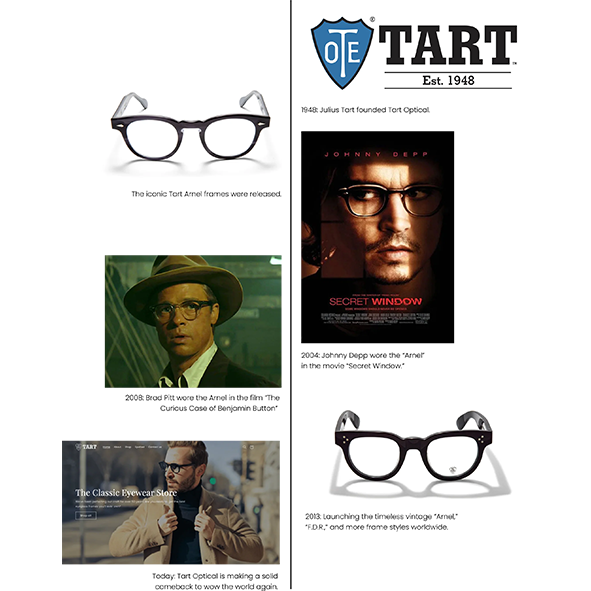 OTE
®
TART
™
Est. 1948
1948: Julius Tart founded Tart Optical.
The iconic Tart Arnel frames were released.
JOHNNY DEPP
SECRET WINDOW
2004: Johnny Depp wore the "Arnel"
in the movie "Secret Window."
2008: Brad Pitt wore the Arnel in the film "The
Curious Case of Benjamin Button"
TART
The Classic Eyewear Store
2013: Launching the timeless vintage "Arnel,"
"F.D.R.," and more frame styles worldwide.
Today: Tart Optical is making a solid
comeback to wow the world again.